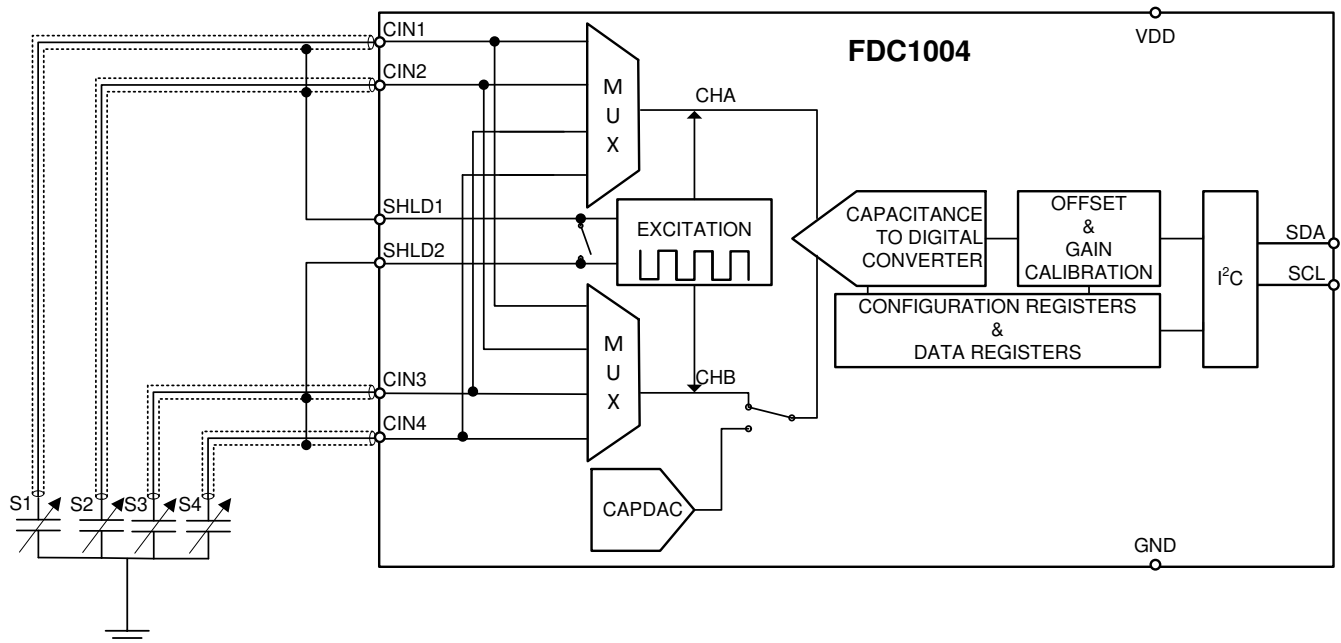 FDC1004
VDD
CIN1
CIN2
M
U
X
CHA
SHLD1
SHLD2
EXCITATION
CAPACITANCE
TO DIGITAL
CONVERTER
OFFSET
&
GAIN
CALIBRATION
I²C
SDA
SCL
CONFIGURATION REGISTERS
&
DATA REGISTERS
M
U
X
CHB
CIN3
CIN4
CAPDAC
S1
S2
S3
S4
GND